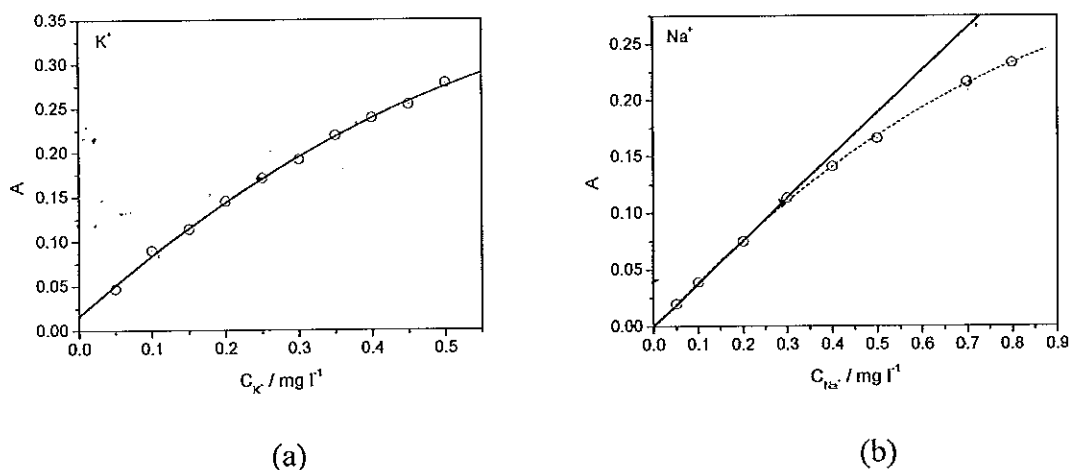 K⁺
0.35
0.30
0.25
0.20
0.15
0.10
0.05
0.00
A
0.0 0.1 0.2 0.3 0.4 0.5
C_K⁺ / mg l⁻¹
(a)
Na⁺
0.25
0.20
0.15
0.10
0.05
0.00
A
0.0 0.1 0.2 0.3 0.4 0.5 0.6 0.7 0.8 0.9
C_Na⁺ / mg l⁻¹
(b)